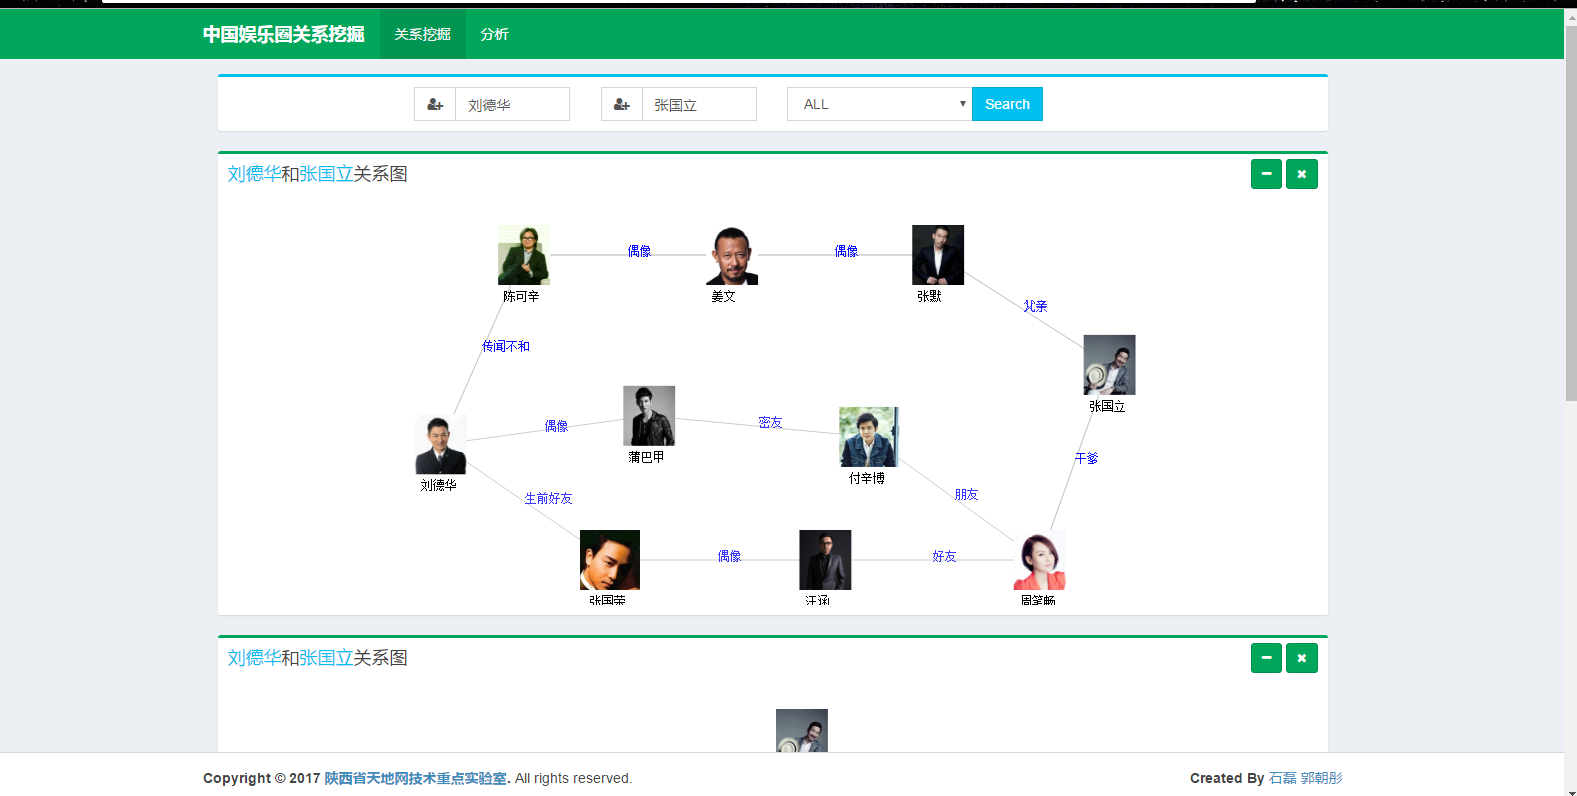 中国娱乐圈关系挖掘 关系挖掘 分析
刘德华 张国立 ALL Search
刘德华和张国立关系图
偶像 偶像
陈可辛 姜文 张默
父亲
传闻不和
张国立
偶像 密友
蒲巴甲 付辛博
干爹
刘德华
生前好友 朋友
偶像 好友
张国荣 汪涵 周笔畅
刘德华和张国立关系图
Copyright © 2017 陕西省天地网技术重点实验室. All rights reserved. Created By 石磊 郭朝彤